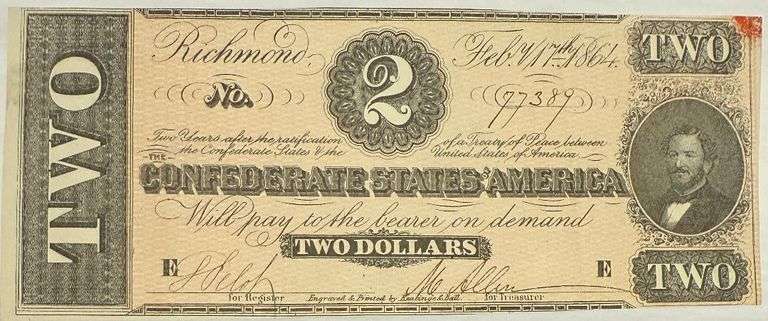 TWO
Richmond, Feb. 17th 1864.
TWO
No. 2 77389
Two Years after the ratification of a Treaty of Peace between
the Confederate States & the United States of America
THE
CONFEDERATE STATES OF AMERICA
Will pay to the bearer on demand
TWO DOLLARS
E E
TWO
for Register Engraved & Printed by Keatinge & Ball. for Treasurer